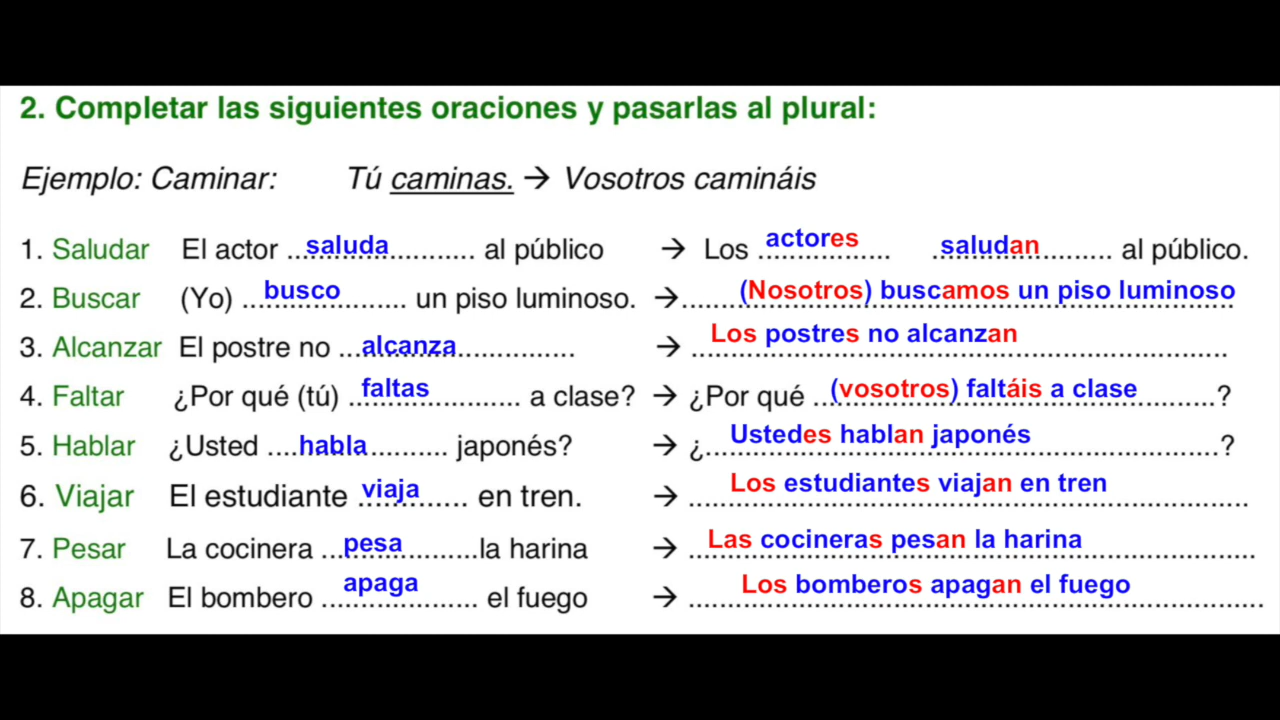 2. Completar las siguientes oraciones y pasarlas al plural:
Ejemplo: Caminar: Tú caminas. → Vosotros camináis
1. Saludar El actor ...saluda........... al público → Los actores saludan al público.
2. Buscar (Yo) ...busco........... un piso luminoso. → (Nosotros) buscamos un piso luminoso
3. Alcanzar El postre no ...alcanza............... → Los postres no alcanzan
4. Faltar ¿Por qué (tú) faltas a clase? → ¿Por qué ...(vosotros) faltáis a clase..........?
5. Hablar ¿Usted ....habla.......... japonés? → ¿Ustedes hablan japonés....................?
6. Viajar El estudiante viaja en tren. → Los estudiantes viajan en tren
7. Pesar La cocinera ...pesa..........la harina → Las cocineras pesan la harina
8. Apagar El bombero apaga el fuego → Los bomberos apagan el fuego